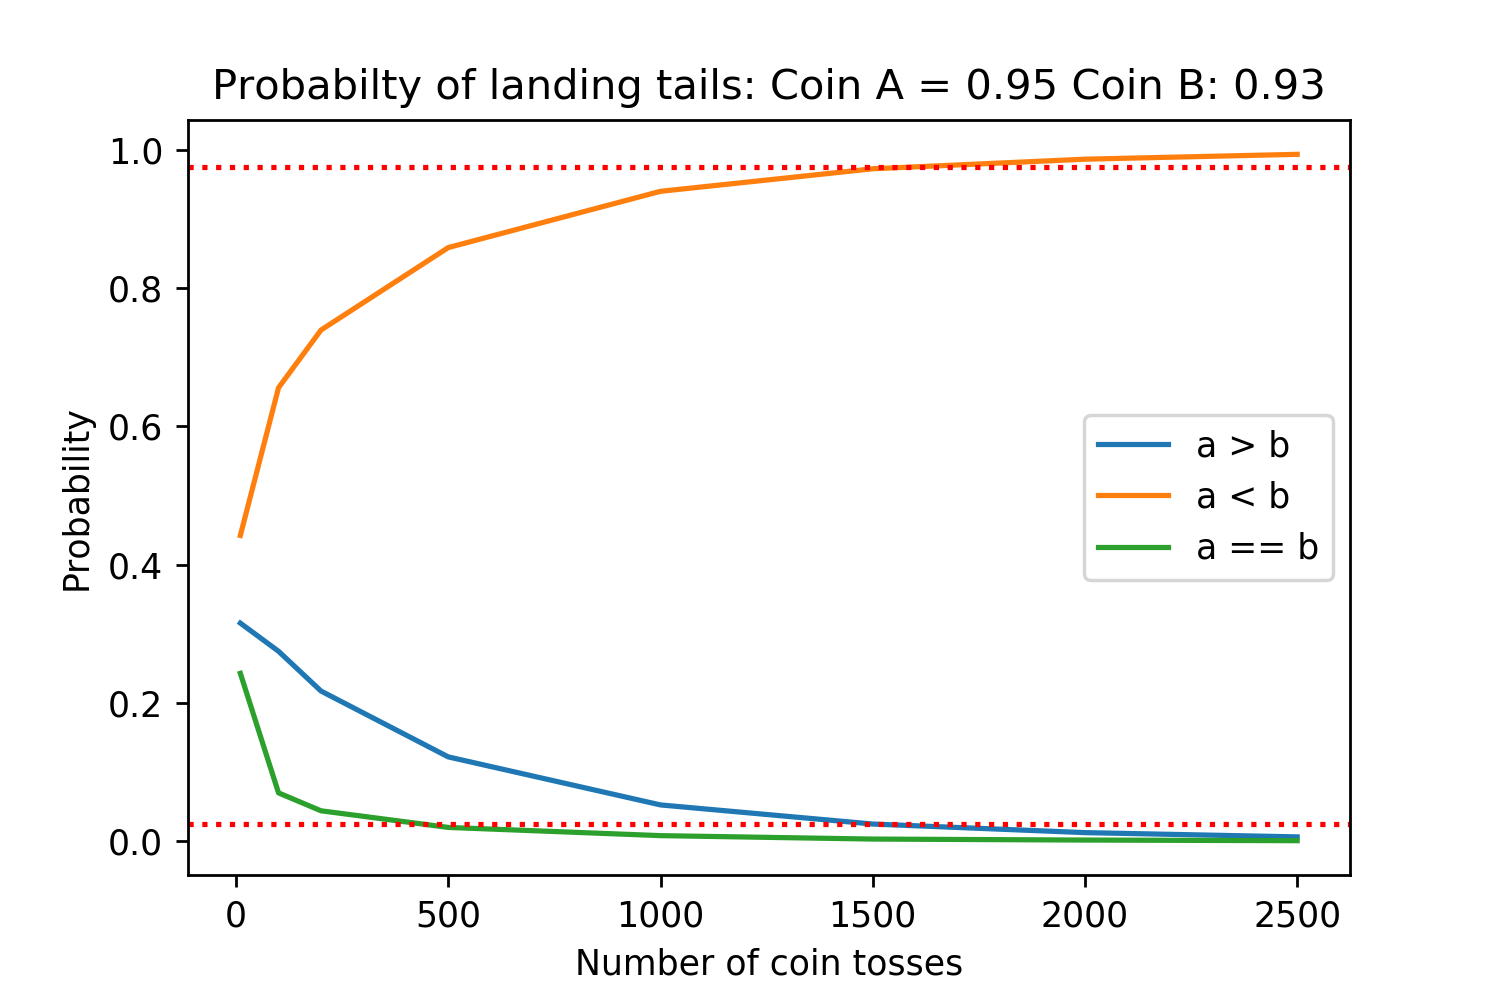 Probabilty of landing tails: Coin A = 0.95 Coin B: 0.93
1.0
0.8
0.6
0.4
0.2
0.0
Probability
a > b
a < b
a == b
0 500 1000 1500 2000 2500
Number of coin tosses